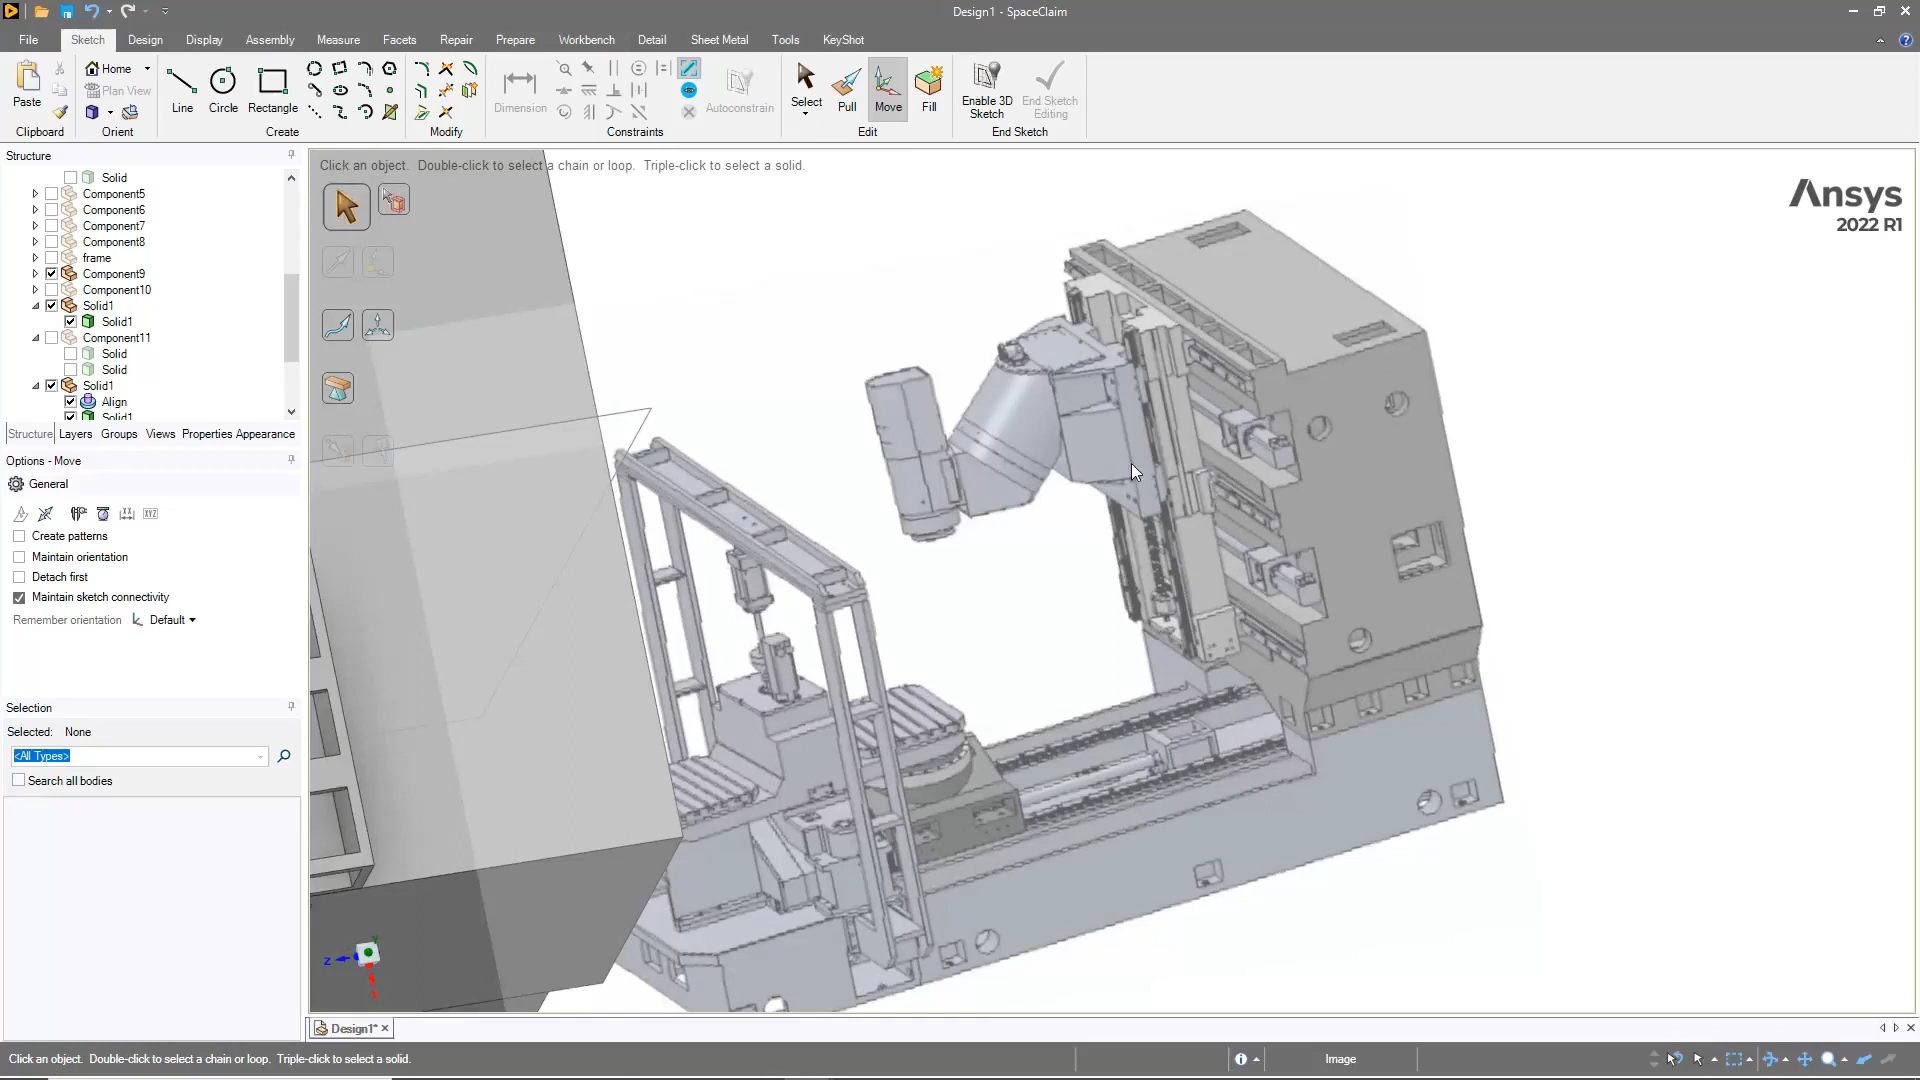 Design1 - SpaceClaim
File Sketch Design Display Assembly Measure Facets Repair Prepare Workbench Detail Sheet Metal Tools KeyShot
Paste
Home
Plan View
Line Circle Rectangle
Dimension
Autoconstrain
Select Pull Move Fill
Enable 3D Sketch
End Sketch Editing
Clipboard Orient Create Modify Constraints Edit End Sketch
Structure
Solid
Component5
Component6
Component7
Component8
frame
Component9
Component10
Solid1
Solid1
Component11
Solid
Solid
Solid1
Align
Solid1
Structure Layers Groups Views Properties Appearance
Options - Move
General
Create patterns
Maintain orientation
Detach first
Maintain sketch connectivity
Remember orientation Default
Selection
Selected: None
<All Types>
Search all bodies
Click an object. Double-click to select a chain or loop. Triple-click to select a solid.
Ansys
2022 R1
Z
Design1*
Click an object. Double-click to select a chain or loop. Triple-click to select a solid.
Image